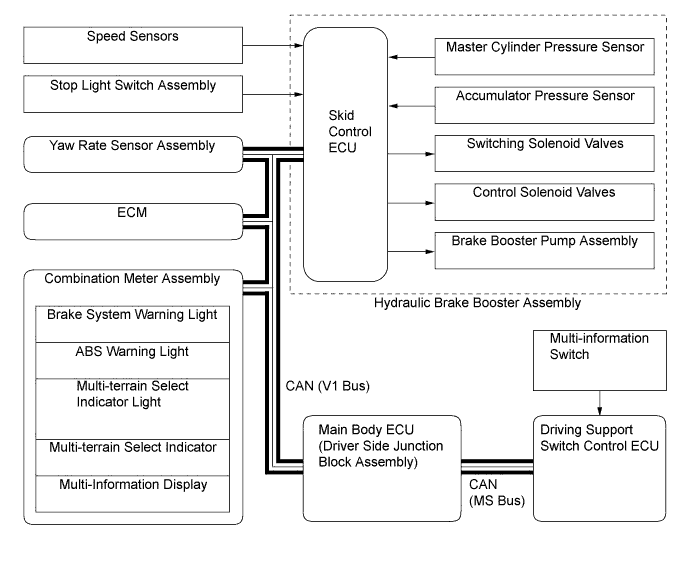 Speed Sensors
Stop Light Switch Assembly
Yaw Rate Sensor Assembly
ECM
Combination Meter Assembly
Brake System Warning Light
ABS Warning Light
Multi-terrain Select
Indicator Light
Multi-terrain Select Indicator
Multi-Information Display
Skid
Control
ECU
Master Cylinder Pressure Sensor
Accumulator Pressure Sensor
Switching Solenoid Valves
Control Solenoid Valves
Brake Booster Pump Assembly
Hydraulic Brake Booster Assembly
CAN (V1 Bus)
Main Body ECU
(Driver Side Junction
Block Assembly)
CAN
(MS Bus)
Multi-information
Switch
Driving Support
Switch Control ECU